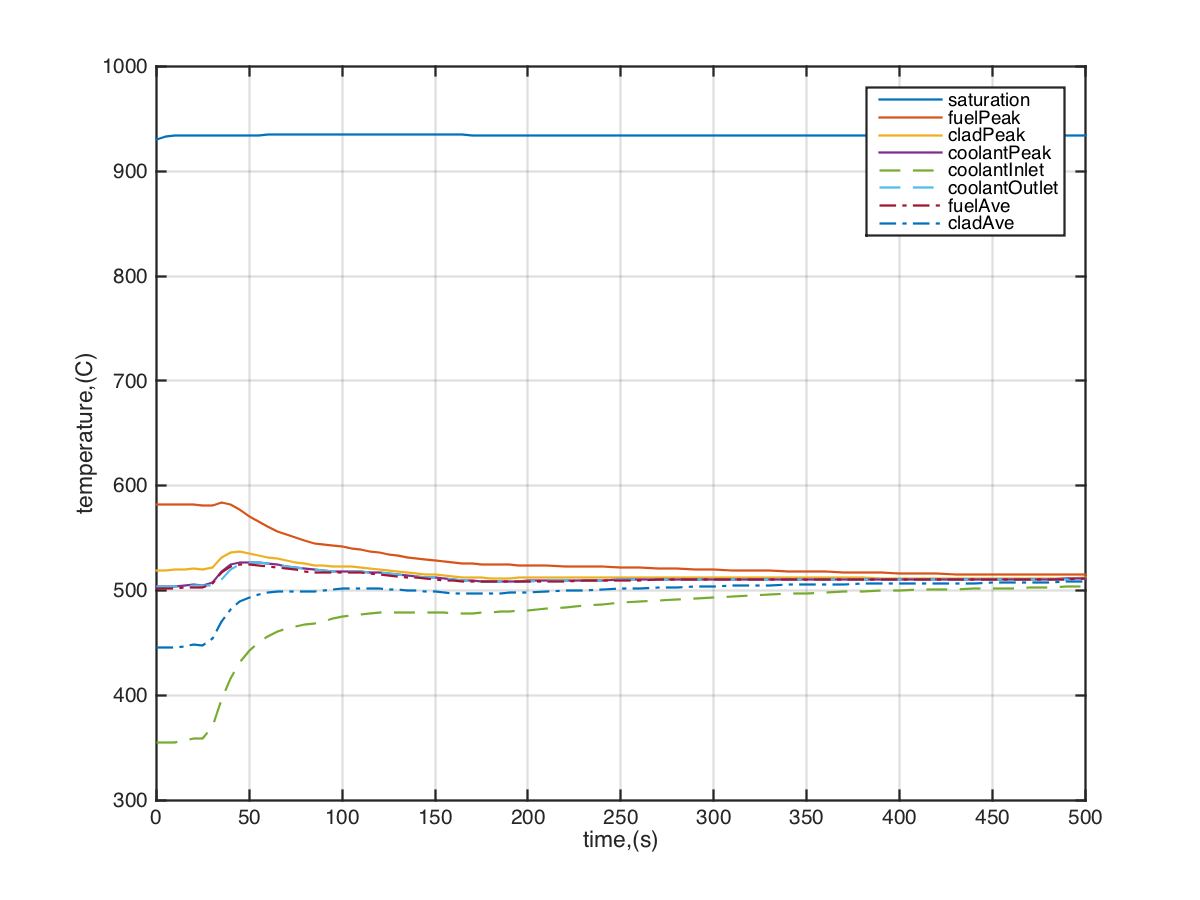 1000
900
800
700
600
500
400
300
temperature,(C)
saturation
fuelPeak
cladPeak
coolantPeak
coolantInlet
coolantOutlet
fuelAve
cladAve
0 50 100 150 200 250 300 350 400 450 500
time,(s)